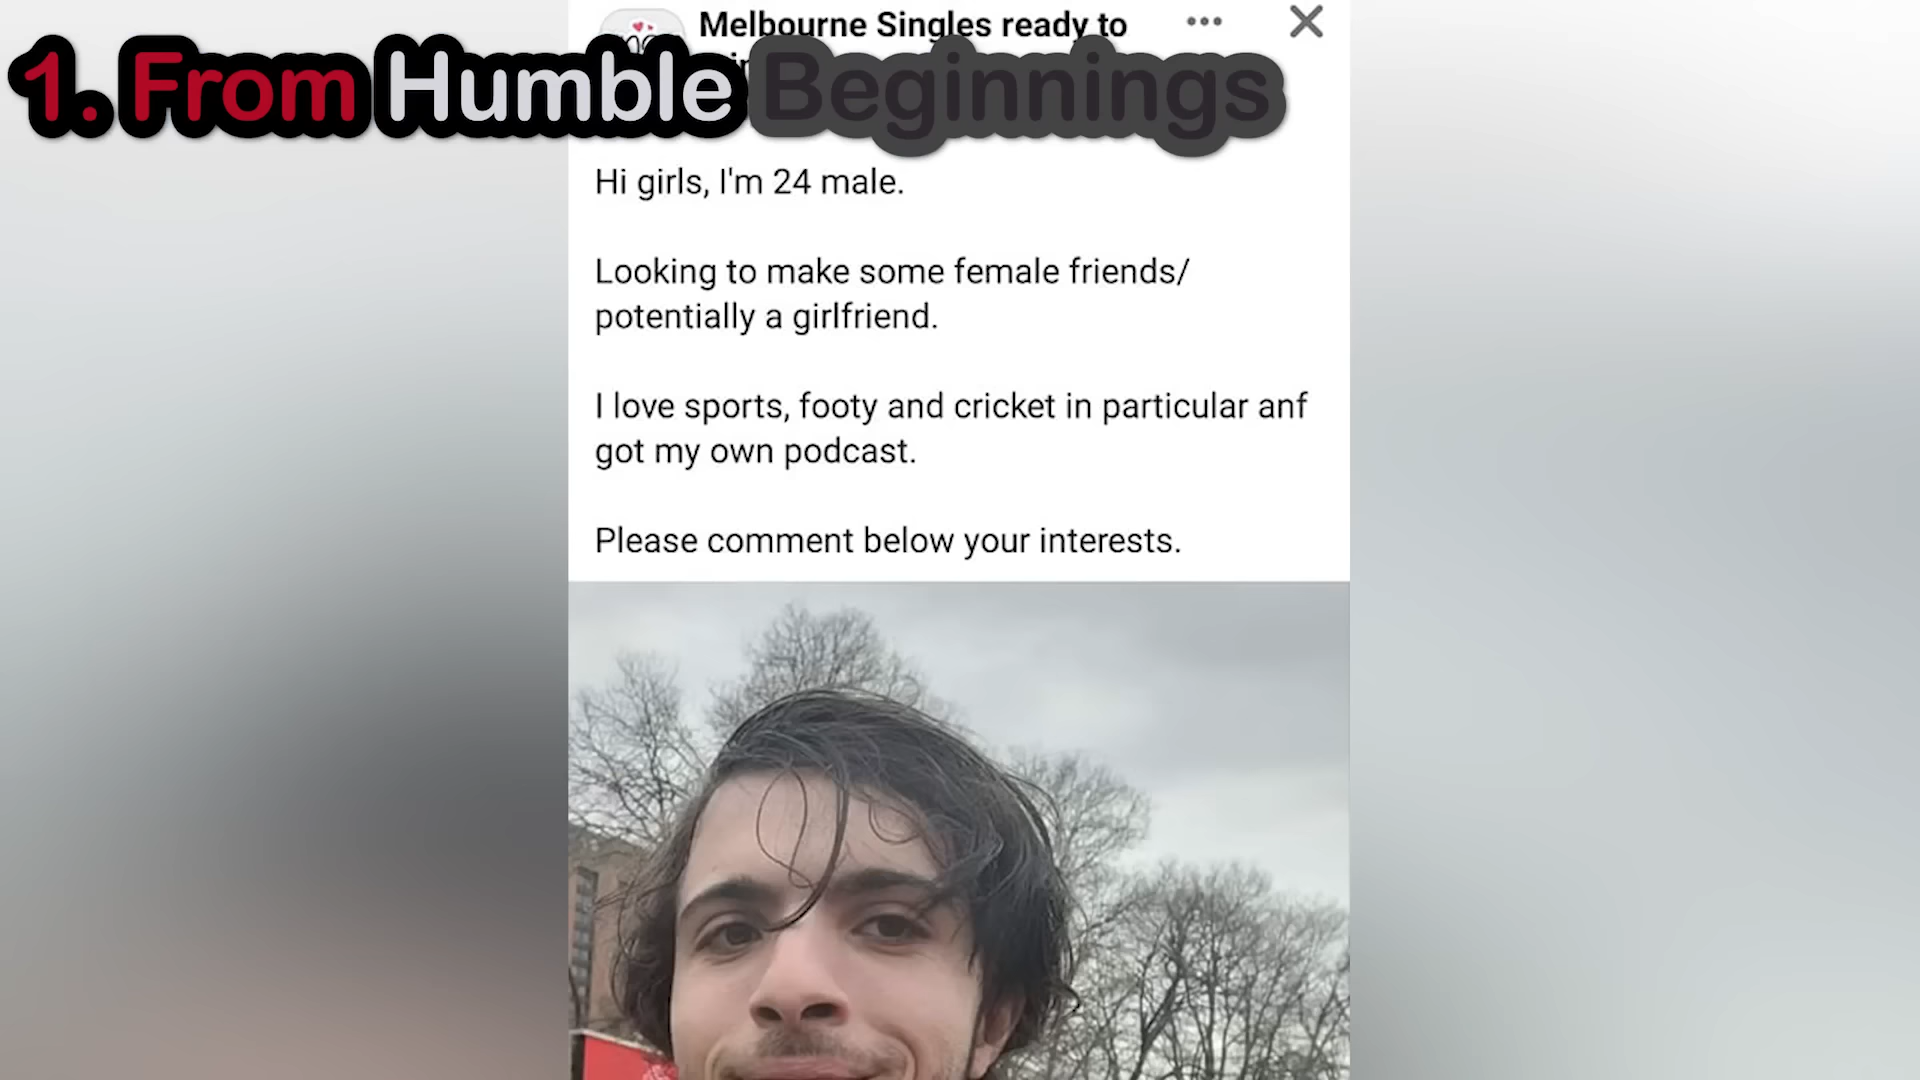 Melbourne Singles ready to
1. From Humble Beginnings
Hi girls, I'm 24 male.
Looking to make some female friends/
potentially a girlfriend.
I love sports, footy and cricket in particular anf
got my own podcast.
Please comment below your interests.